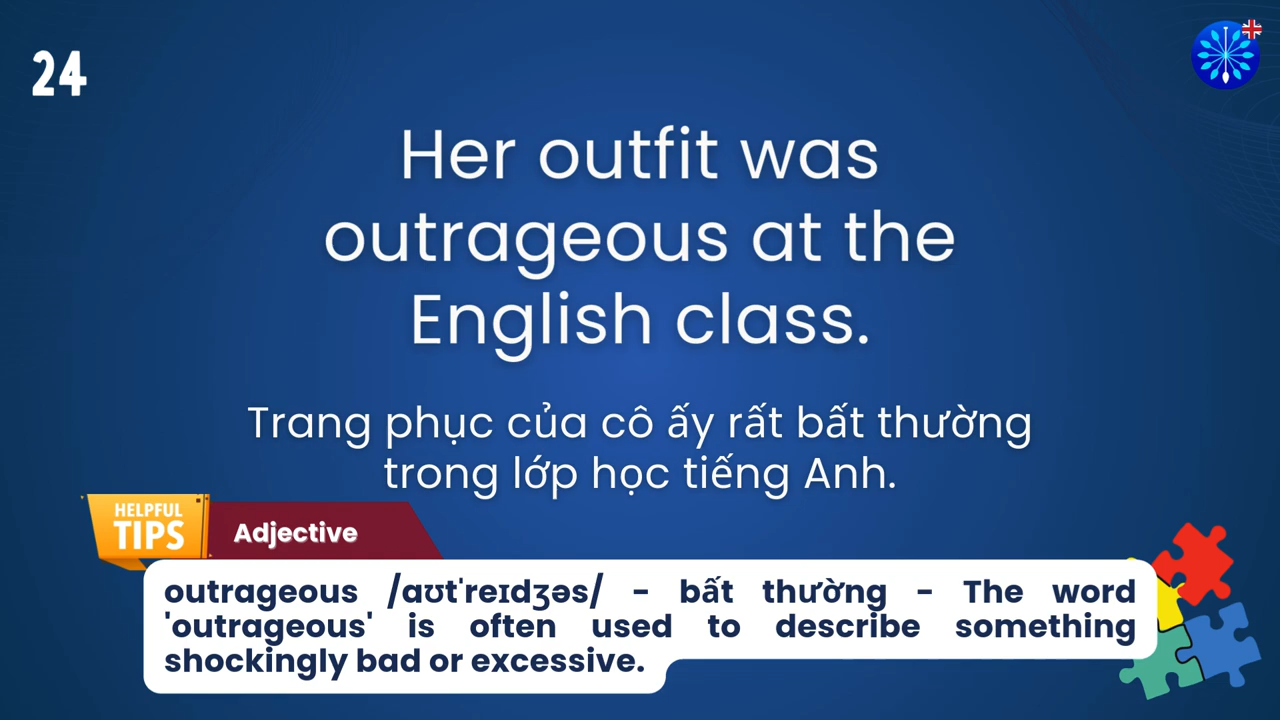 24
Her outfit was
outrageous at the
English class.
Trang phục của cô ấy rất bất thường
trong lớp học tiếng Anh.
HELPFUL
TIPS
Adjective
outrageous /aʊtˈreɪdʒəs/ - bất thường - The word
'outrageous' is often used to describe something
shockingly bad or excessive.